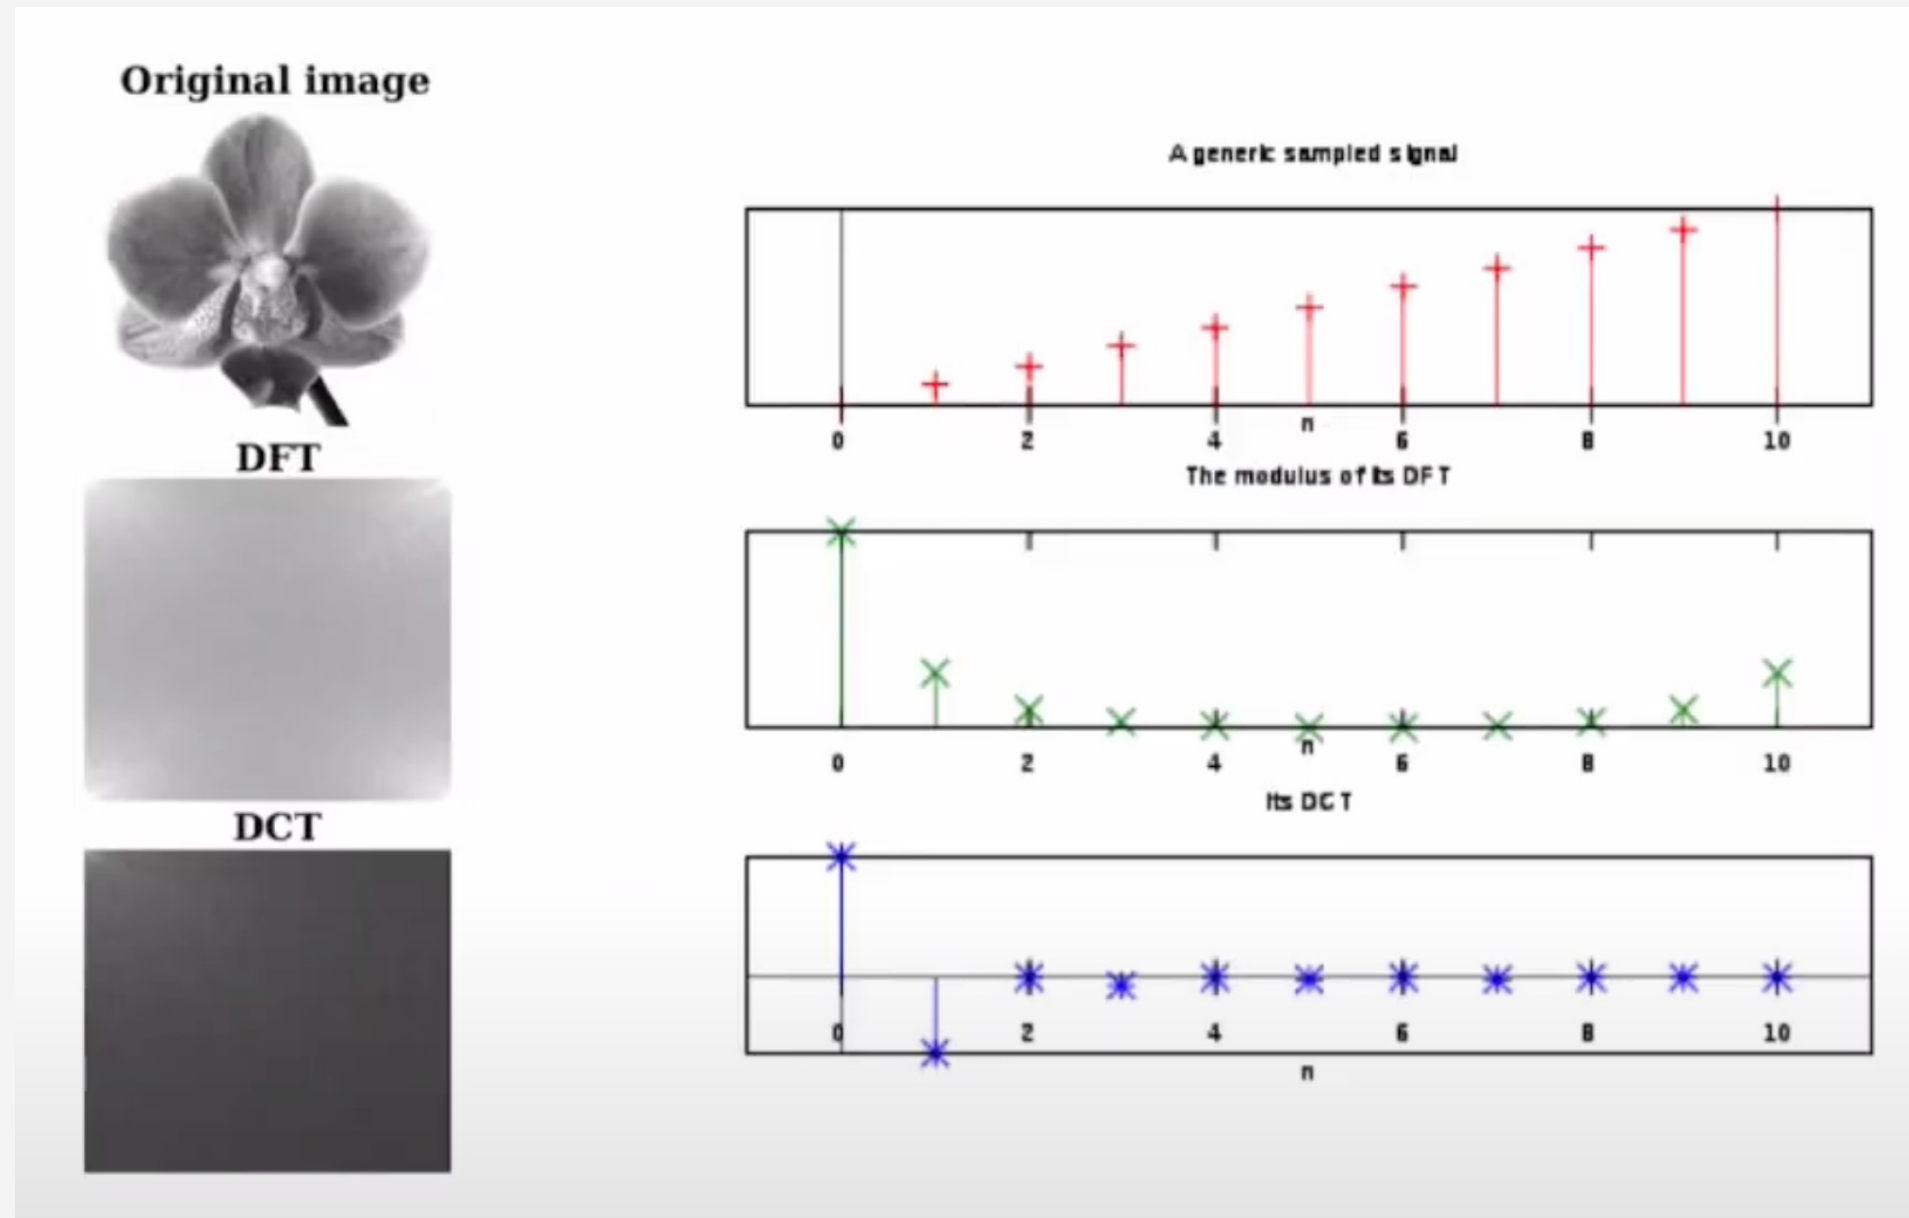 Original image
DFT
DCT
A generic sampled signal
0 2 4 n 6 8 10
The modulus of its DFT
0 2 4 n 6 8 10
Its DCT
0 2 4 6 8 10
n